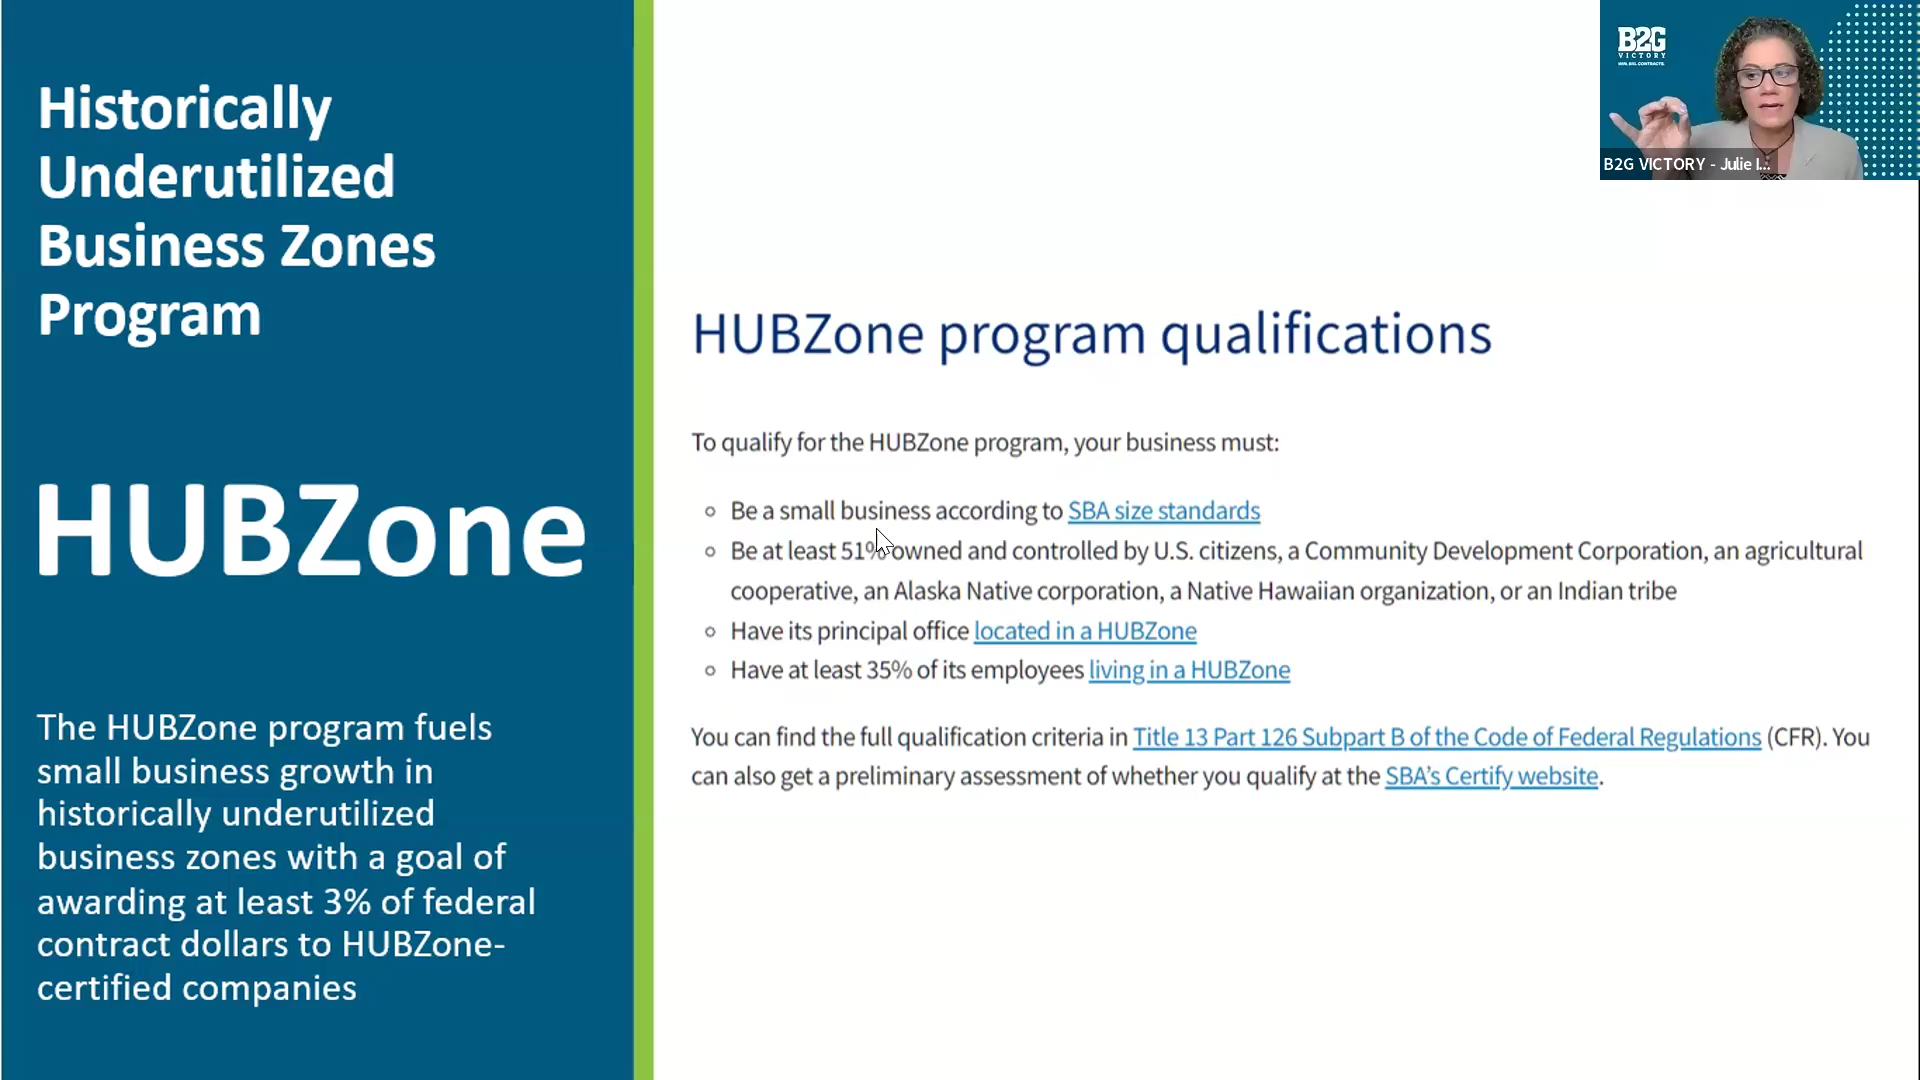 Historically
Underutilized
Business Zones
Program
HUBZone
The HUBZone program fuels
small business growth in
historically underutilized
business zones with a goal of
awarding at least 3% of federal
contract dollars to HUBZone-
certified companies
B2G
VICTORY
WIN. BIG. CONTRACTS.
B2G VICTORY - Julie I...
HUBZone program qualifications
To qualify for the HUBZone program, your business must:
Be a small business according to SBA size standards
Be at least 51% owned and controlled by U.S. citizens, a Community Development Corporation, an agricultural
cooperative, an Alaska Native corporation, a Native Hawaiian organization, or an Indian tribe
Have its principal office located in a HUBZone
Have at least 35% of its employees living in a HUBZone
You can find the full qualification criteria in Title 13 Part 126 Subpart B of the Code of Federal Regulations (CFR). You
can also get a preliminary assessment of whether you qualify at the SBA's Certify website.